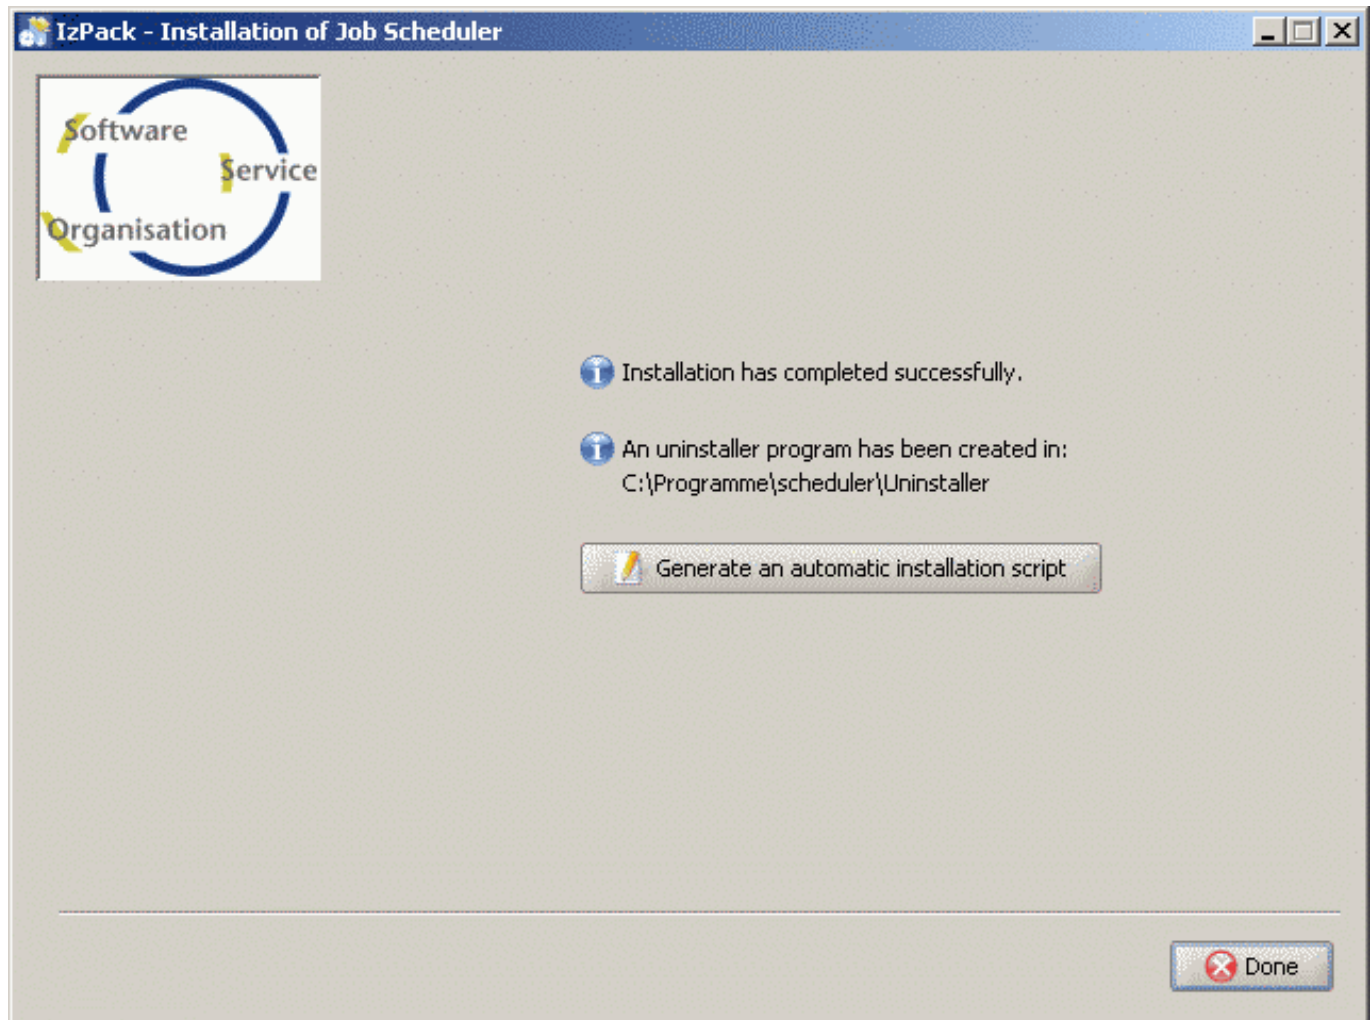 IzPack - Installation of Job Scheduler
Software
Service
Organisation
Installation has completed successfully.
An uninstaller program has been created in:
C:\Programme\scheduler\Uninstaller
Generate an automatic installation script
Done